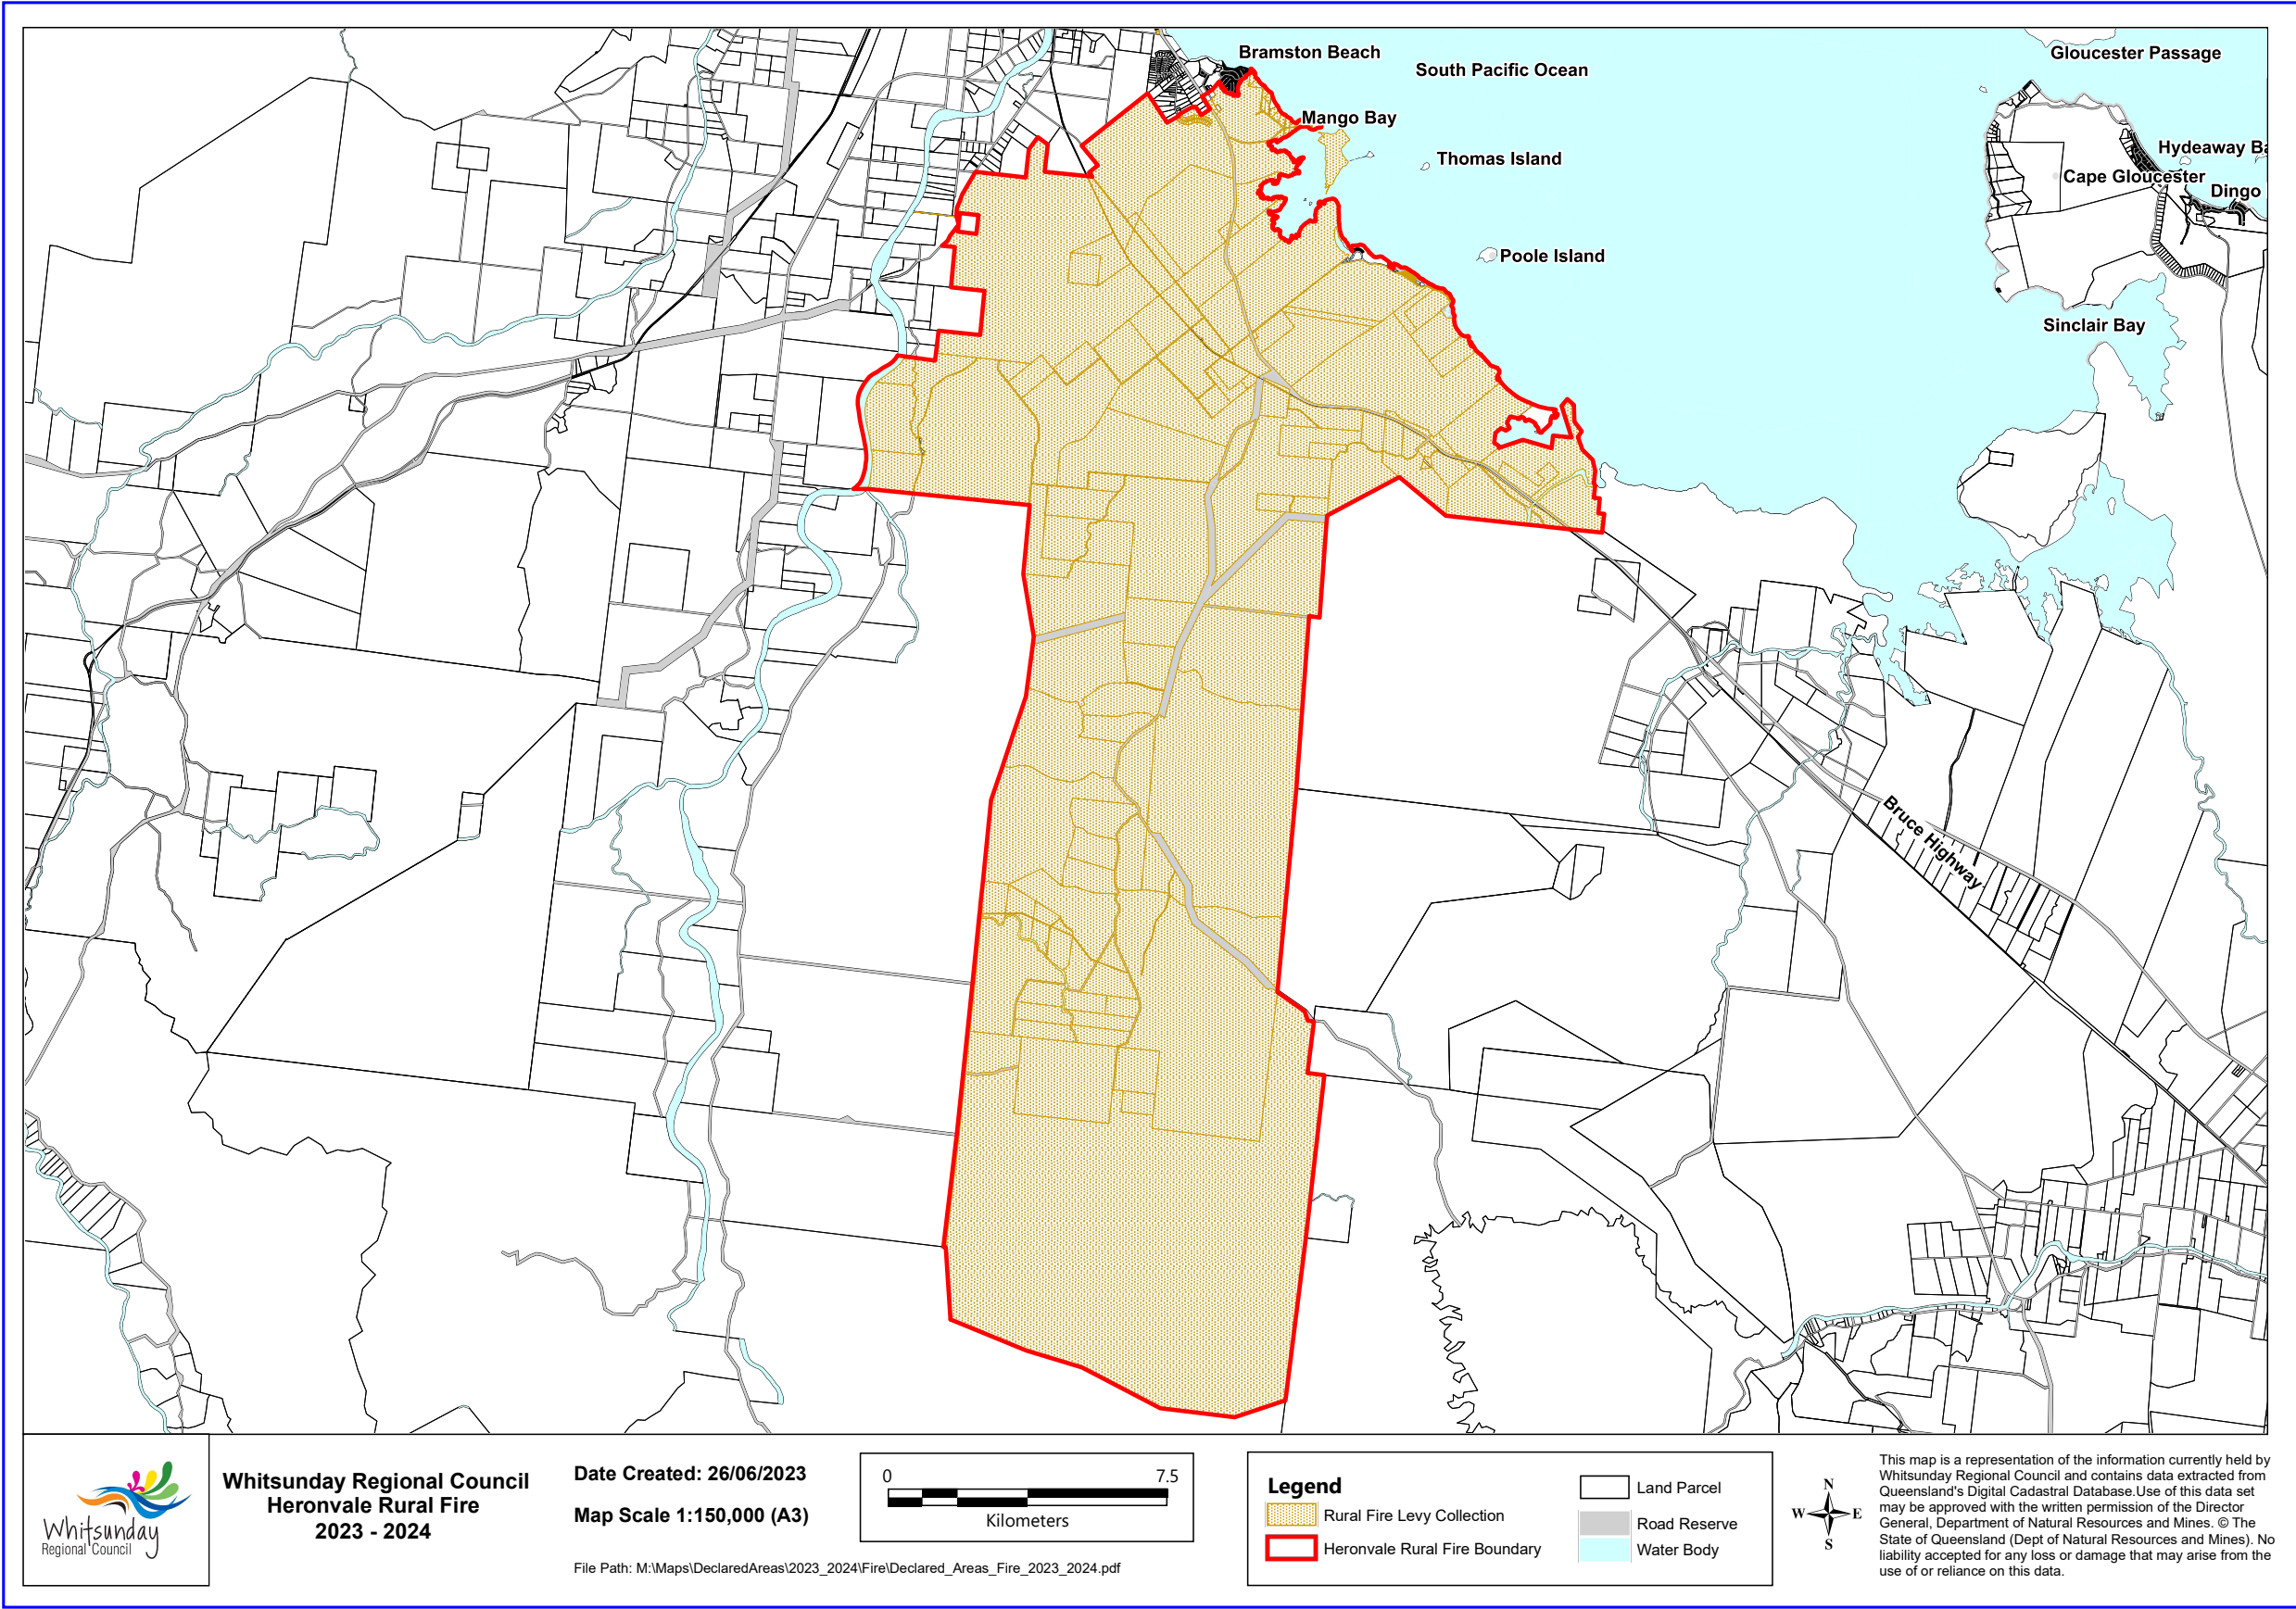 Bramston Beach
South Pacific Ocean
Gloucester Passage
Mango Bay
Thomas Island
Hydeaway Ba
Cape Gloucester
Dingo
Poole Island
Sinclair Bay
Bruce Highway
Whitsunday
Regional Council
Whitsunday Regional Council
Heronvale Rural Fire
2023 - 2024
Date Created: 26/06/2023
Map Scale 1:150,000 (A3)
File Path: M:\Maps\DeclaredAreas\2023_2024\Fire\Declared_Areas_Fire_2023_2024.pdf
0 7.5
Kilometers
Legend
Rural Fire Levy Collection
Heronvale Rural Fire Boundary
Land Parcel
Road Reserve
Water Body
N
W E
S
This map is a representation of the information currently held by
Whitsunday Regional Council and contains data extracted from
Queensland's Digital Cadastral Database.Use of this data set
may be approved with the written permission of the Director
General, Department of Natural Resources and Mines. © The
State of Queensland (Dept of Natural Resources and Mines). No
liability accepted for any loss or damage that may arise from the
use of or reliance on this data.